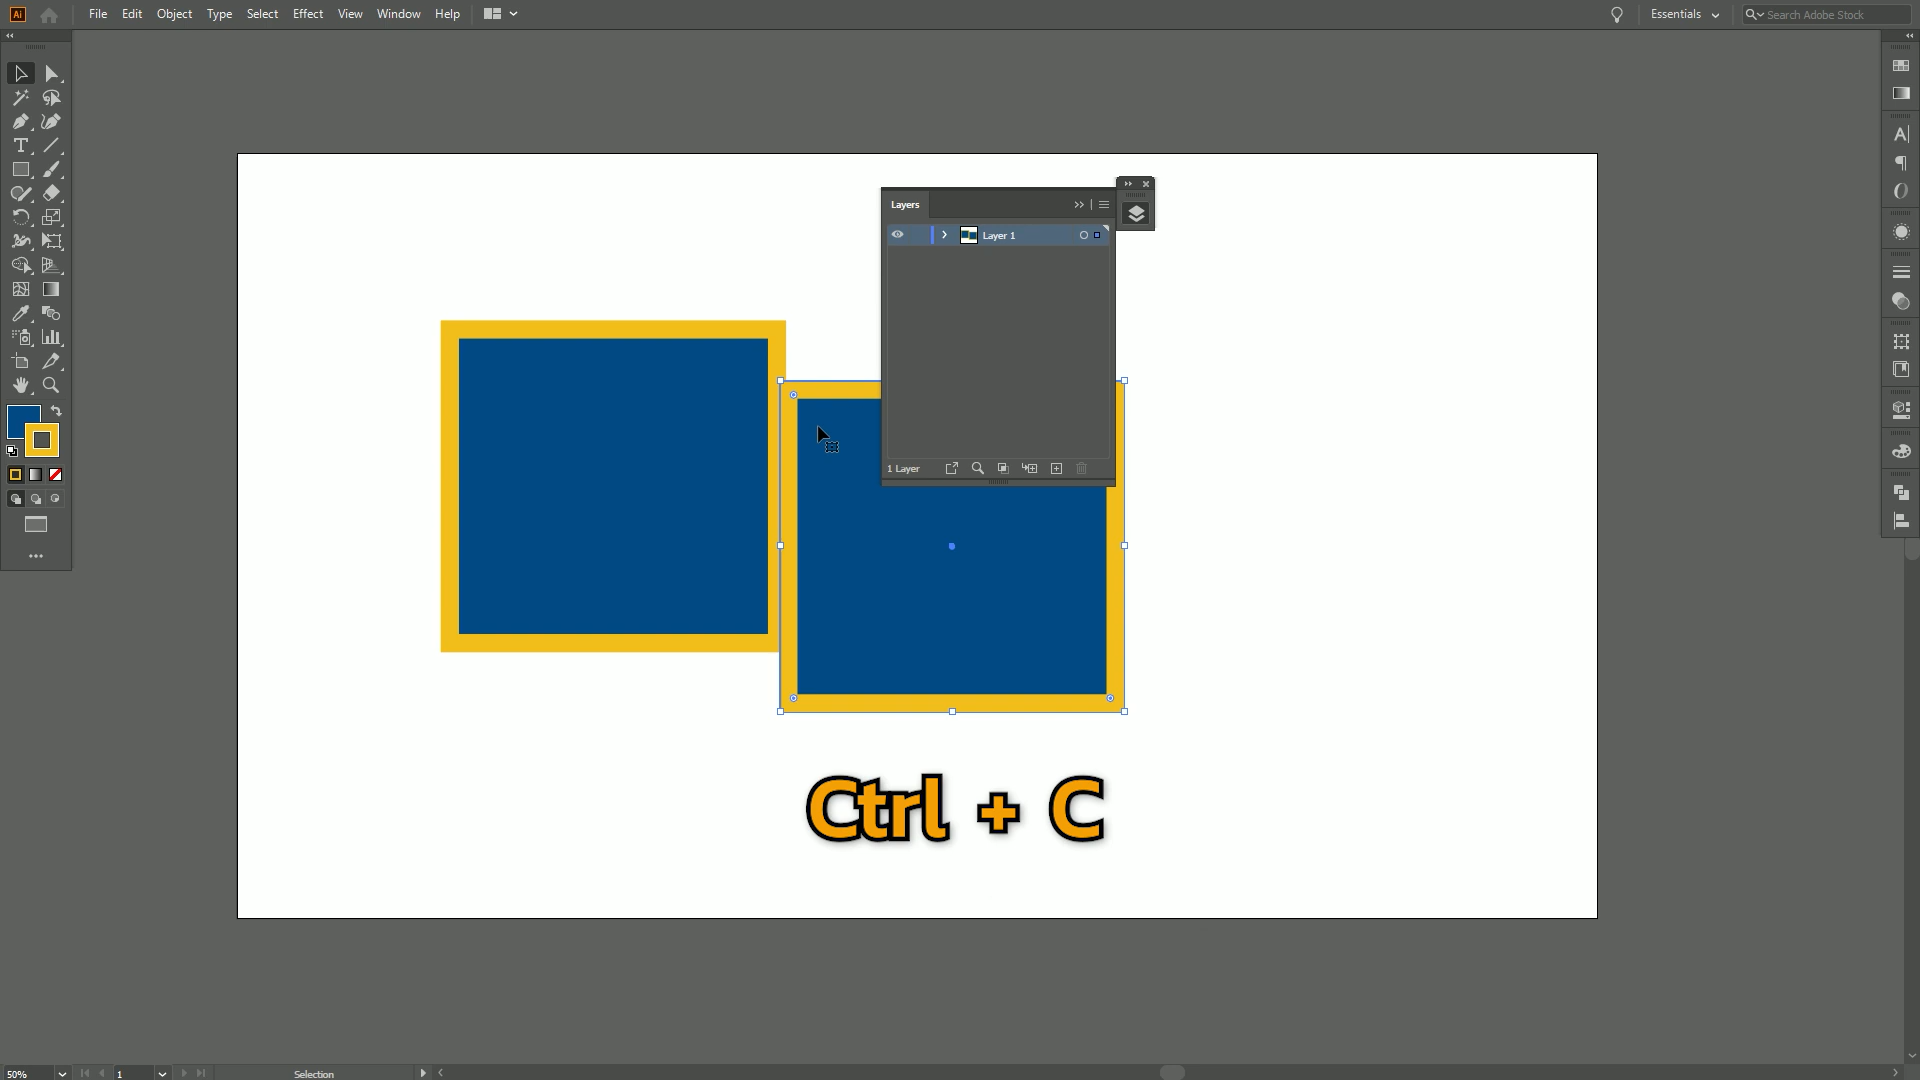 Ai File Edit Object Type Select Effect View Window Help Essentials Search Adobe Stock
Layers
Layer 1
1 Layer
Ctrl + C
50% 1 Selection